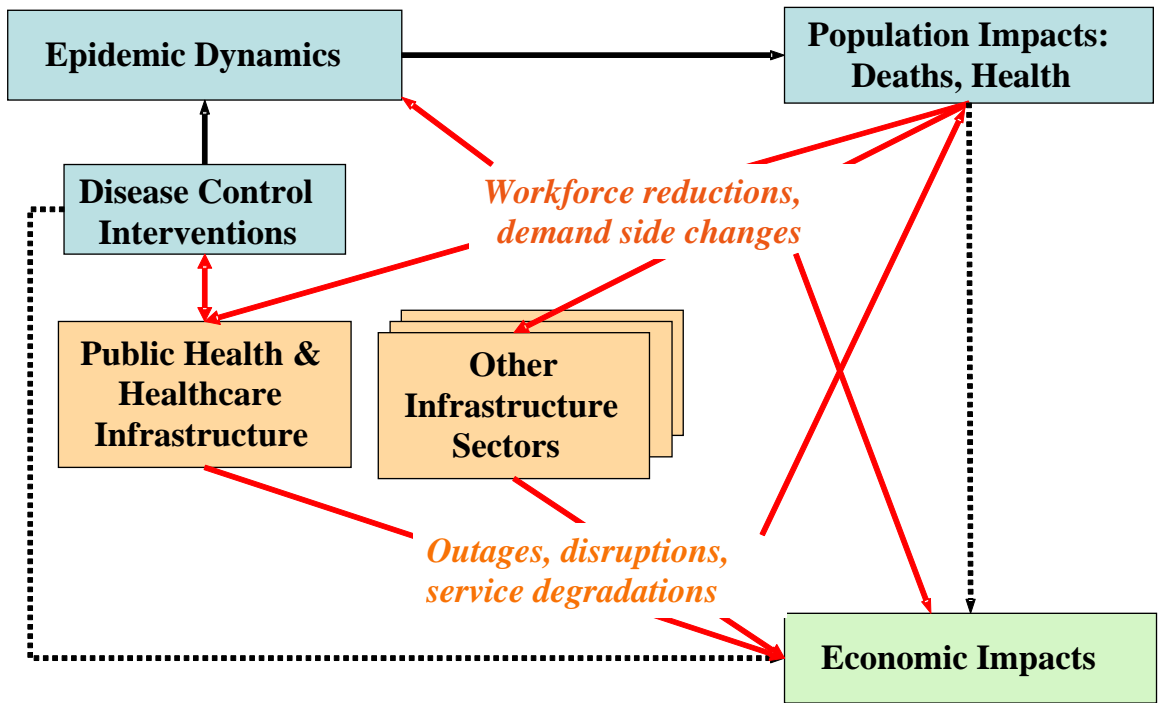 Epidemic Dynamics
Population Impacts:
Deaths, Health
Disease Control
Interventions
Workforce reductions,
demand side changes
Public Health &
Healthcare
Infrastructure
Other
Infrastructure
Sectors
Outages, disruptions,
service degradations
Economic Impacts